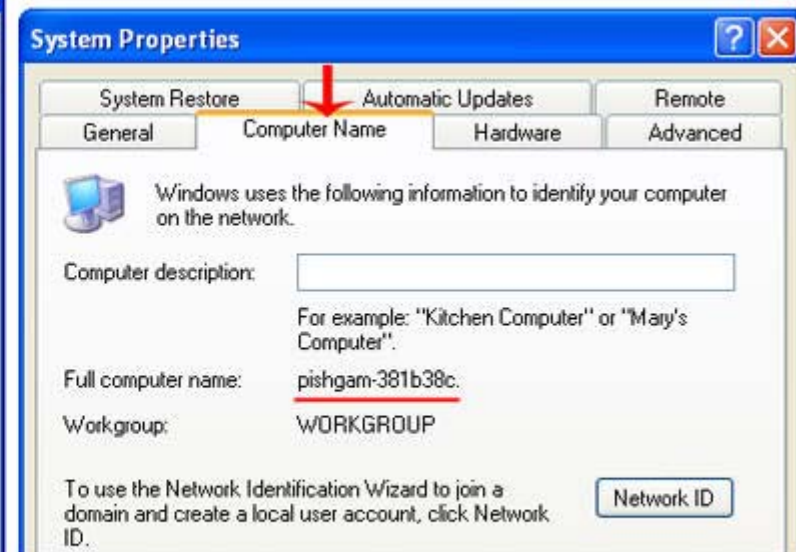 System Properties
System Restore Automatic Updates Remote
General Computer Name Hardware Advanced
Windows uses the following information to identify your computer
on the network.
Computer description:
For example: "Kitchen Computer" or "Mary's
Computer".
Full computer name: pishgam-381b38c.
Workgroup: WORKGROUP
To use the Network Identification Wizard to join a
domain and create a local user account, click Network
ID.
Network ID